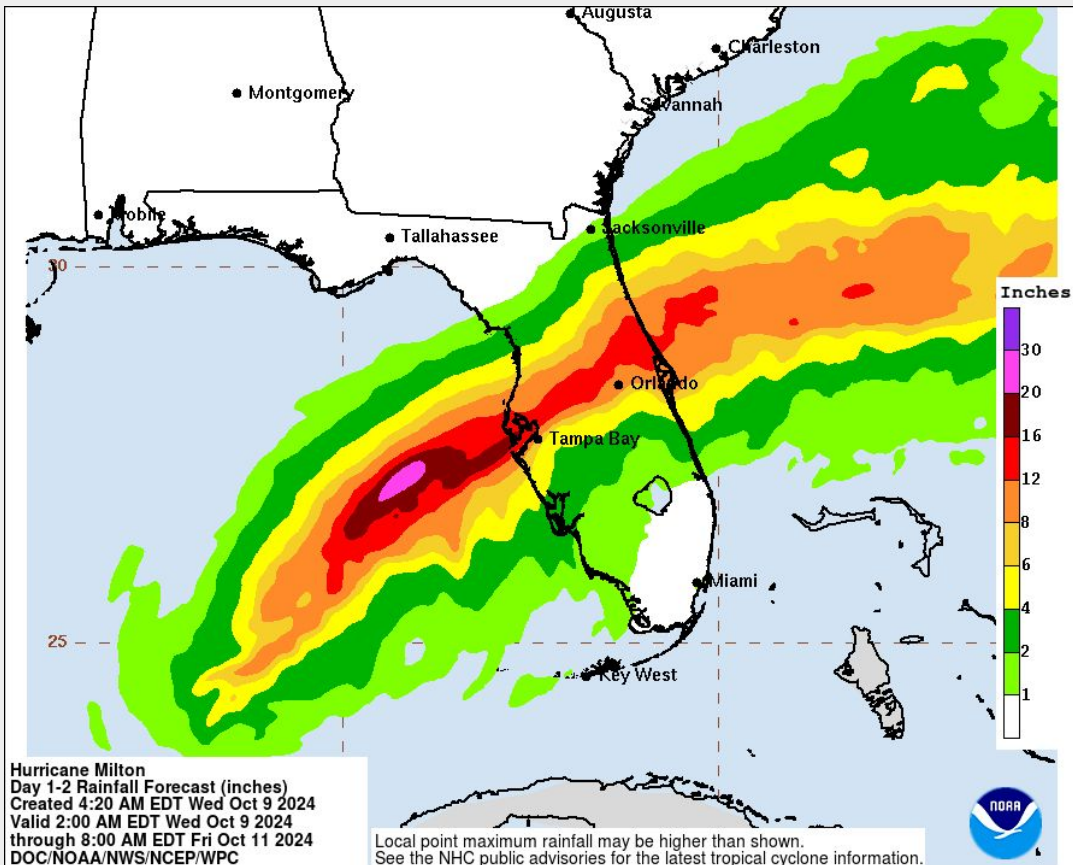 Augusta
Charleston
Montgomery
Savannah
Mobile
Jacksonville
Tallahassee
30
Inches
30
20
16
12
8
6
4
2
1
Orlando
Tampa Bay
Miami
25
Key West
Hurricane Milton
Day 1-2 Rainfall Forecast (inches)
Created 4:20 AM EDT Wed Oct 9 2024
Valid 2:00 AM EDT Wed Oct 9 2024
through 8:00 AM EDT Fri Oct 11 2024
DOC/NOAA/NWS/NCEP/WPC
Local point maximum rainfall may be higher than shown.
See the NHC public advisories for the latest tropical cyclone information.
NOAA